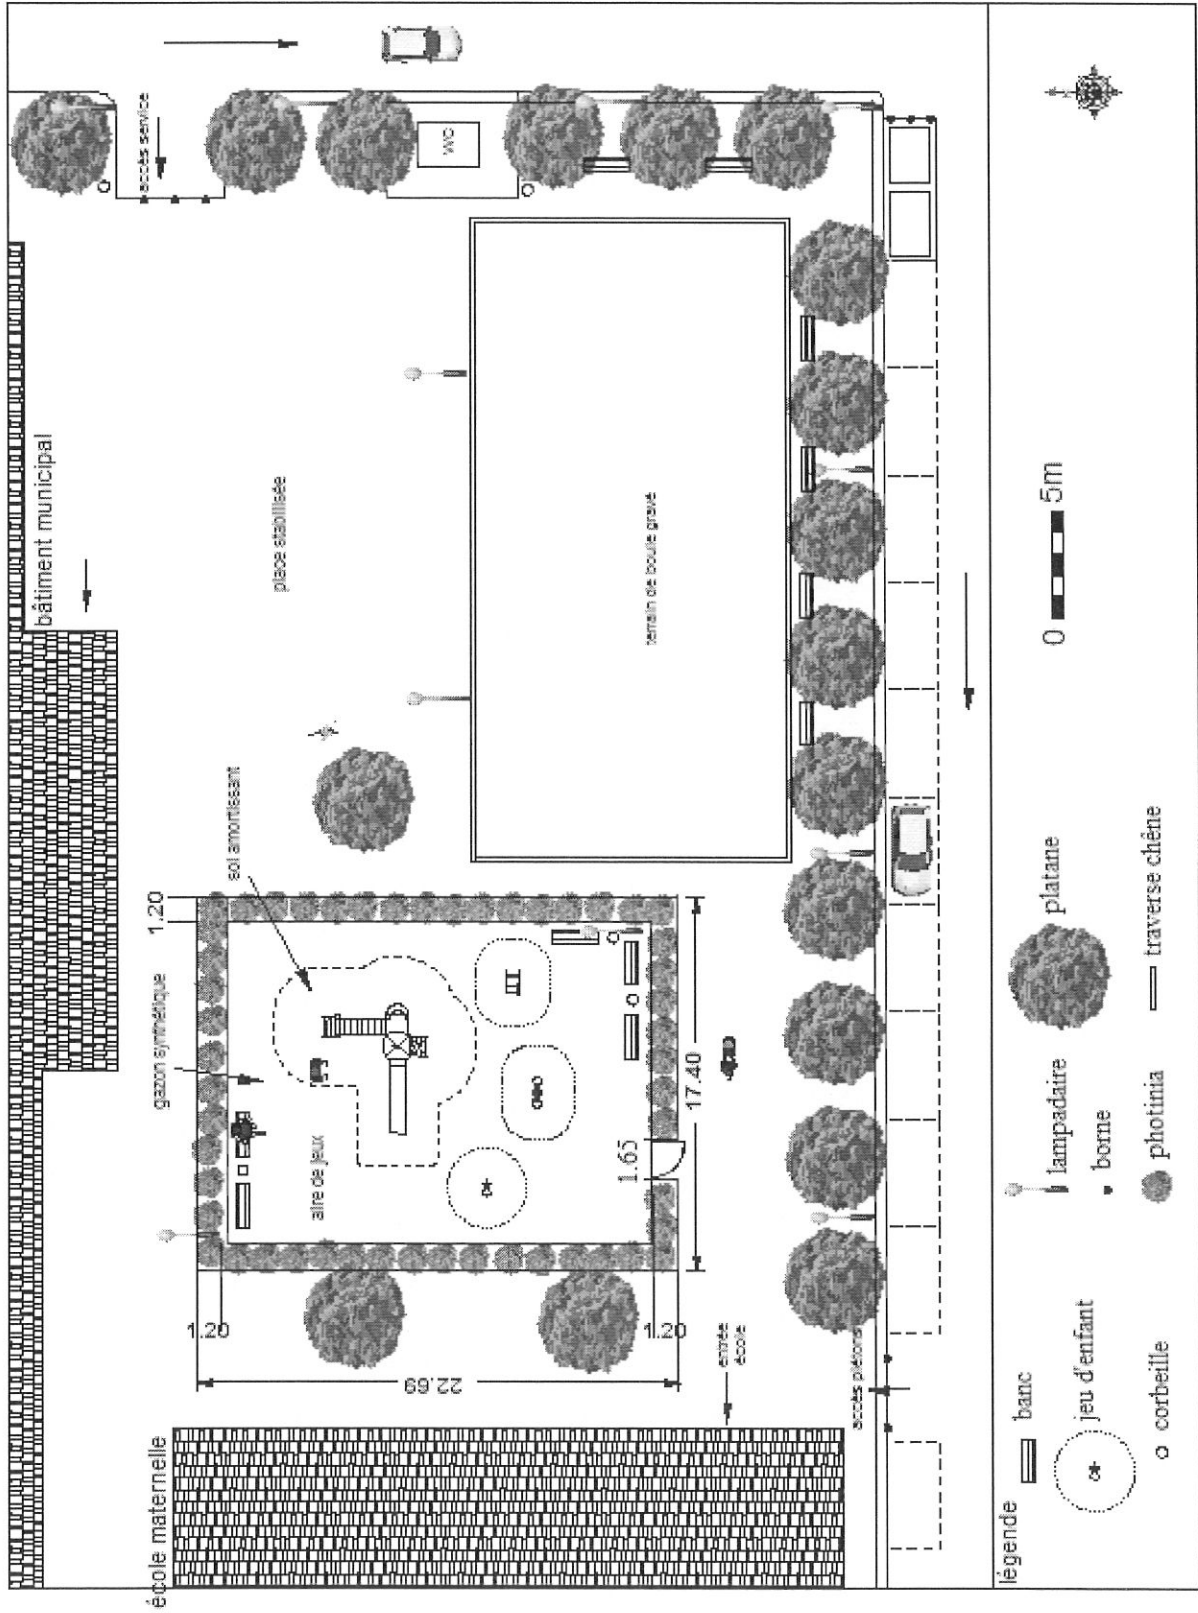 école maternelle
bâtiment municipal
accès service
WC
place stabilisée
terrain de boule gravé
sol amortissant
gazon synthétique
aire de jeux
1.20
1.20
1.20
22.69
17.40
1.65
entrée
école
accès piétons
légende
banc
jeu d'enfant
corbeille
lampadaire
borne
photinia
platane
traverse chêne
0 5m